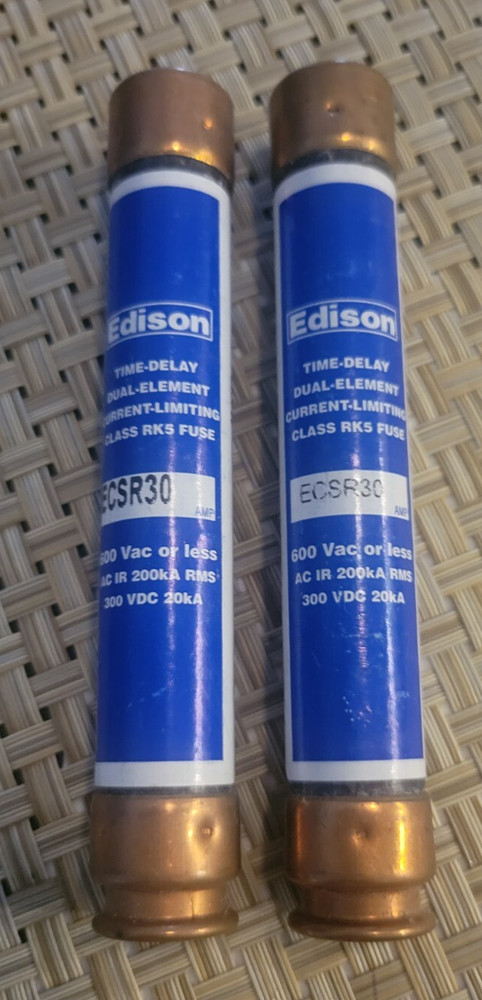 Edison
TIME-DELAY
DUAL-ELEMENT
URRENT-LIMITING
CLASS RK5 FUSE
ECSR30
AMP
600 Vac or less
AC IR 200kA RMS
300 VDC 20kA
Edison
TIME-DELAY
DUAL-ELEMENT
CURRENT-LIMITING
CLASS RK5 FUSE
ECSR30
AMP
600 Vac or less
AC IR 200kA RMS
300 VDC 20kA